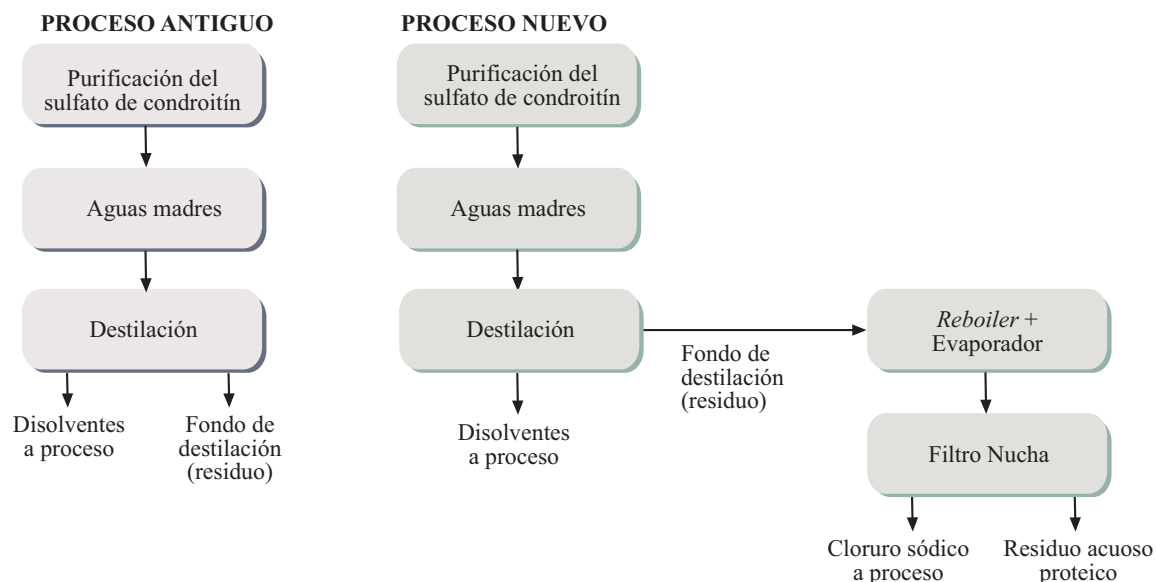 PROCESO ANTIGUO
Purificación del
sulfato de condroitín
Aguas madres
Destilación
Disolventes
a proceso
Fondo de
destilación
(residuo)
PROCESO NUEVO
Purificación del
sulfato de condroitín
Aguas madres
Destilación
Disolventes
a proceso
Fondo de
destilación
(residuo)
Reboiler +
Evaporador
Filtro Nucha
Cloruro sódico
a proceso
Residuo acuoso
proteico